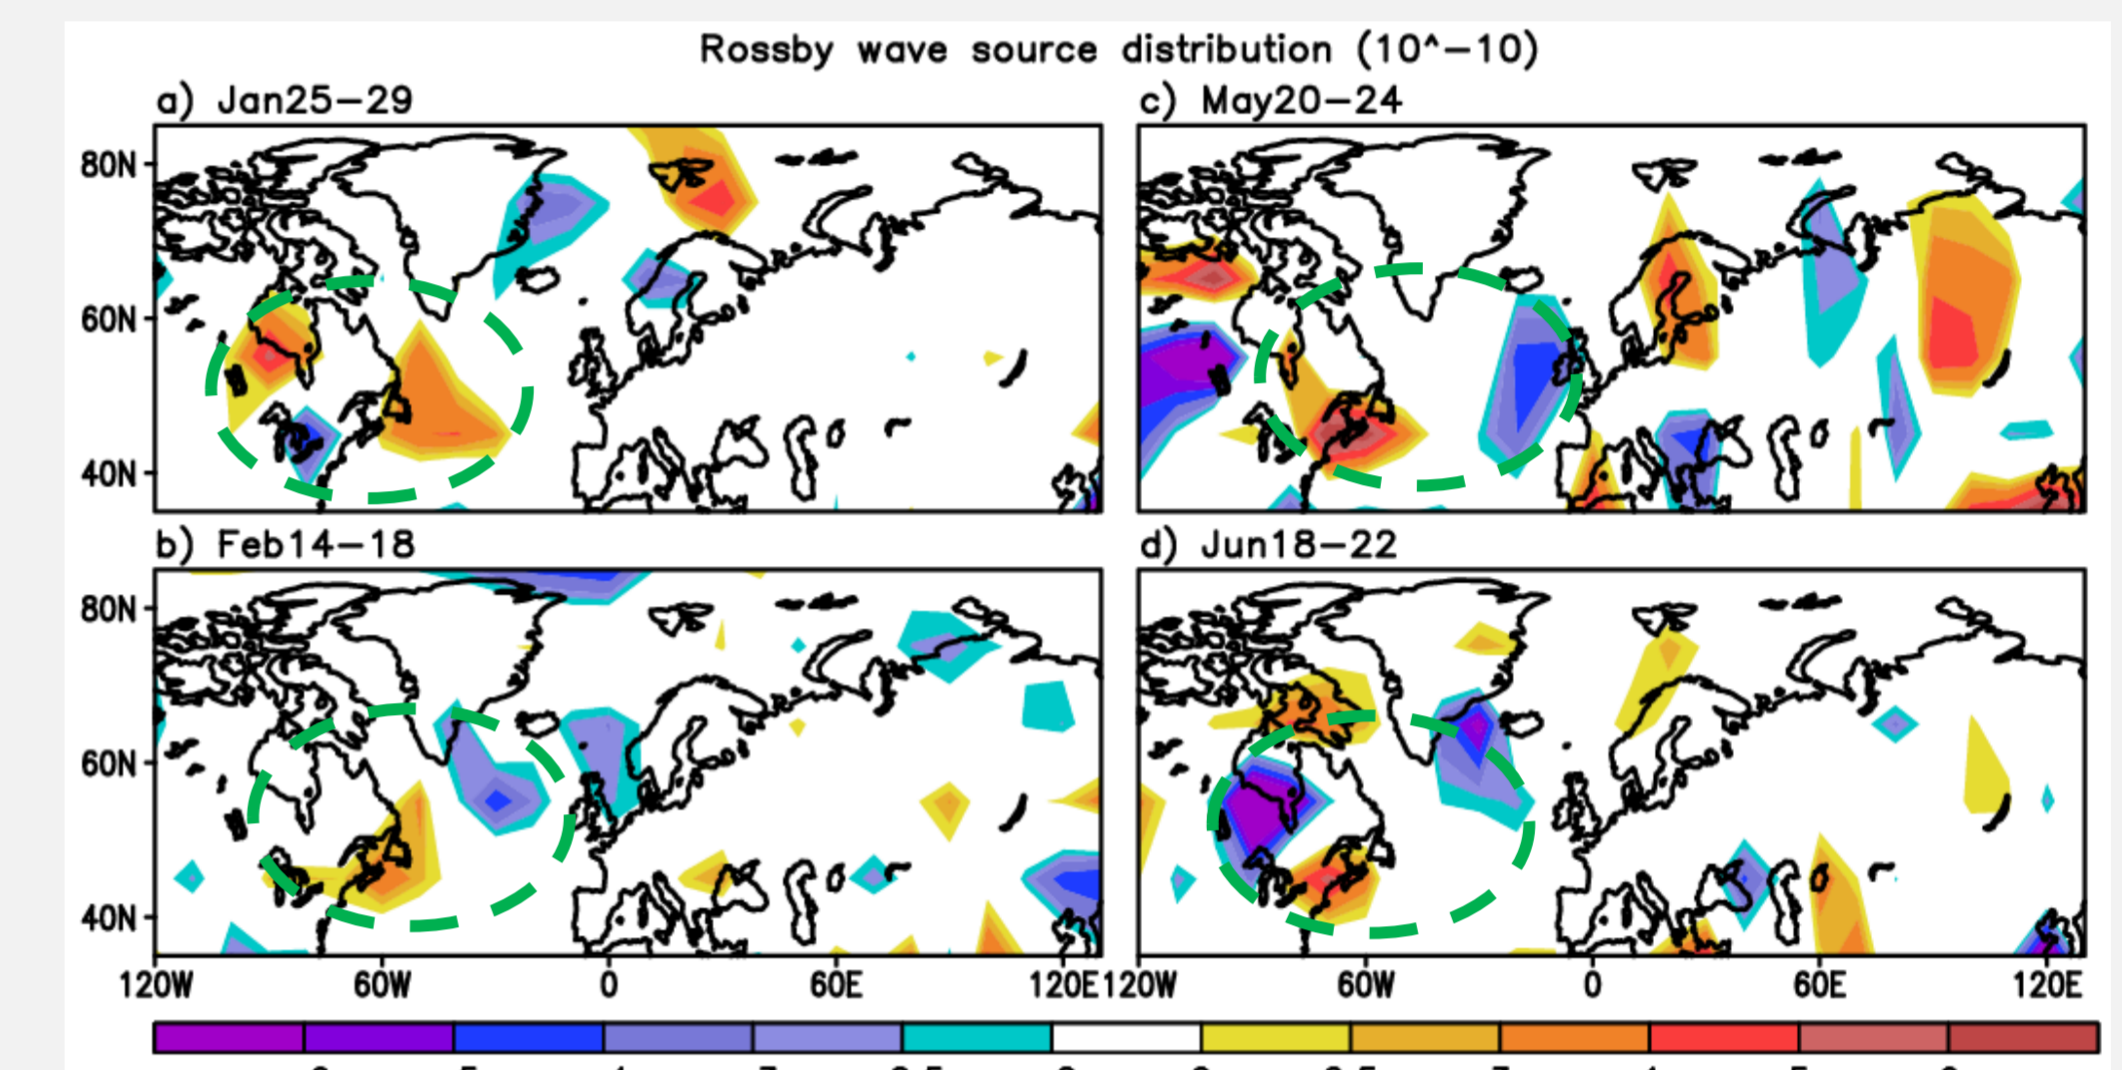 Rossby wave source distribution (10^-10)
a) Jan25-29
c) May20-24
80N
60N
40N
b) Feb14-18
d) Jun18-22
80N
60N
40N
120W 60W 0 60E 120E 120W 60W 0 60E 120E